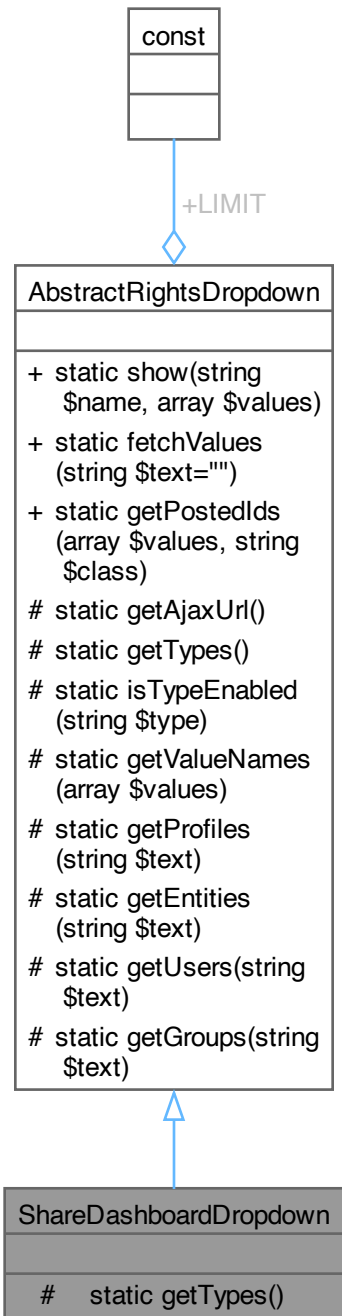 const
+LIMIT
AbstractRightsDropdown
+ static show(string
$name, array $values)
+ static fetchValues
(string $text="")
+ static getPostedIds
(array $values, string
$class)
# static getAjaxUrl()
# static getTypes()
# static isTypeEnabled
(string $type)
# static getValueNames
(array $values)
# static getProfiles
(string $text)
# static getEntities
(string $text)
# static getUsers(string
$text)
# static getGroups(string
$text)
ShareDashboardDropdown
# static getTypes()